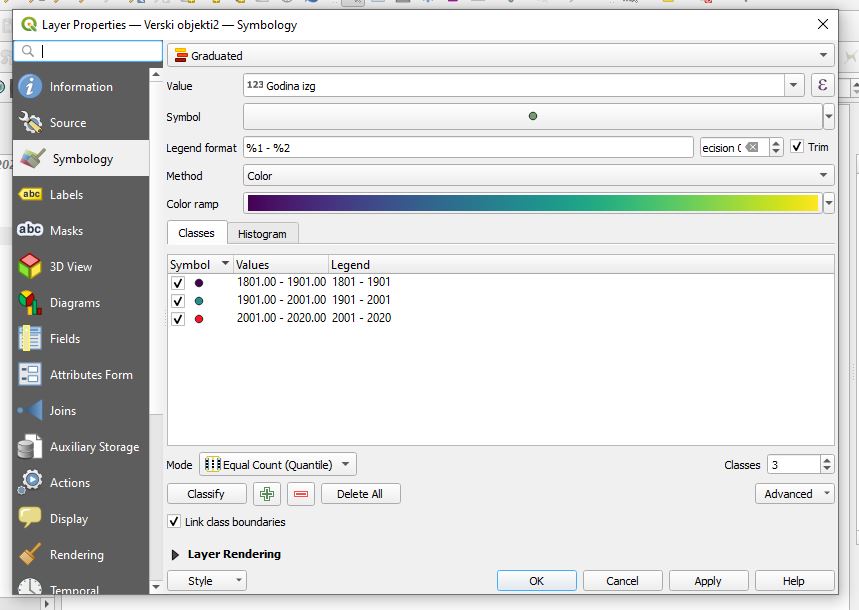 Layer Properties — Verski objekti2 — Symbology
Information
Source
Symbology
Labels
Masks
3D View
Diagrams
Fields
Attributes Form
Joins
Auxiliary Storage
Actions
Display
Rendering
Temporal
Graduated
Value 123 Godina izg ε
Symbol
Legend format %1 - %2 ecision 0 Trim
Method Color
Color ramp
Classes Histogram
Symbol Values Legend
1801.00 - 1901.00 1801 - 1901
1901.00 - 2001.00 1901 - 2001
2001.00 - 2020.00 2001 - 2020
Mode Equal Count (Quantile) Classes 3
Classify Delete All Advanced
Link class boundaries
Layer Rendering
Style OK Cancel Apply Help